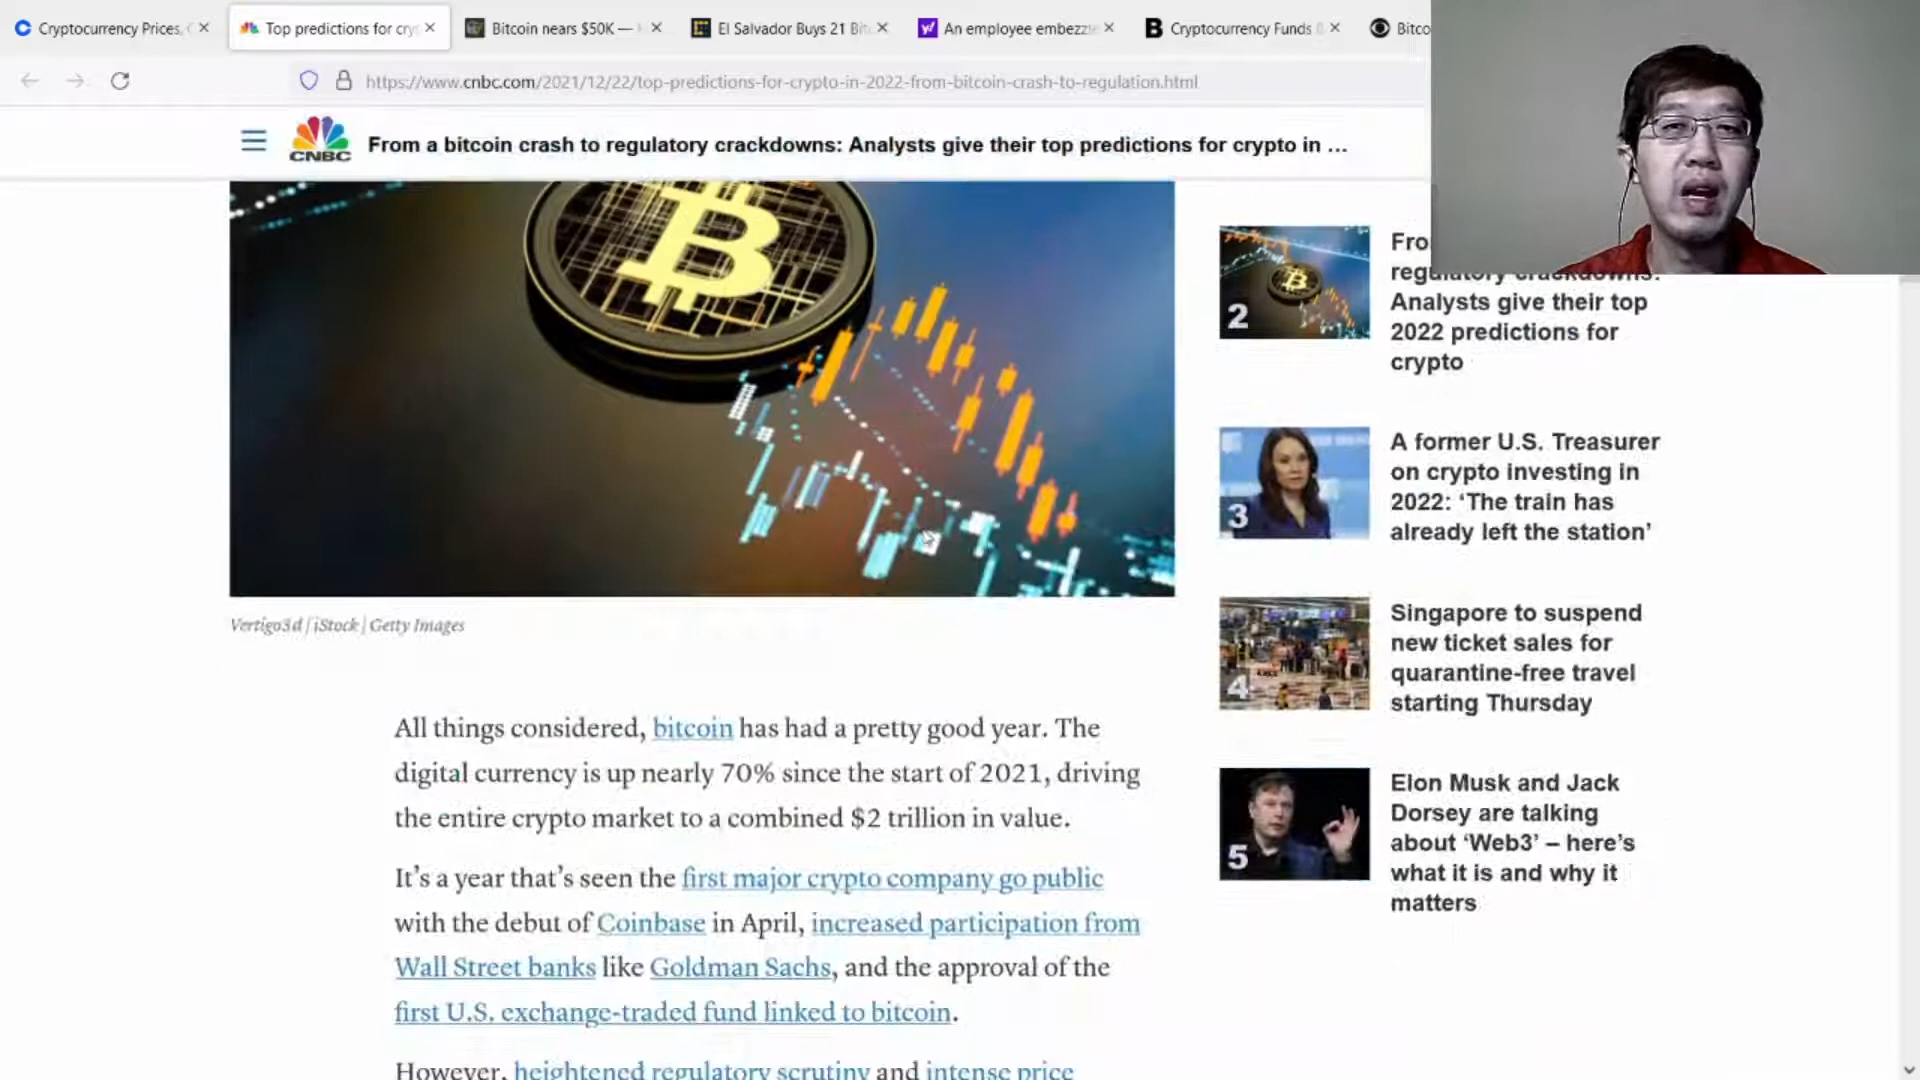 Cryptocurrency Prices,
Top predictions for cry
Bitcoin nears $50K —
El Salvador Buys 21 Bit
An employee embezzle
Cryptocurrency Funds
Bitco
https://www.cnbc.com/2021/12/22/top-predictions-for-crypto-in-2022-from-bitcoin-crash-to-regulation.html
CNBC
From a bitcoin crash to regulatory crackdowns: Analysts give their top predictions for crypto in ...
2
Fro
regulatory crackdowns:
Analysts give their top
2022 predictions for
crypto
3
A former U.S. Treasurer
on crypto investing in
2022: ‘The train has
already left the station’
4
Singapore to suspend
new ticket sales for
quarantine-free travel
starting Thursday
5
Elon Musk and Jack
Dorsey are talking
about ‘Web3’ – here’s
what it is and why it
matters
Vertigo3d | iStock | Getty Images
All things considered, bitcoin has had a pretty good year. The
digital currency is up nearly 70% since the start of 2021, driving
the entire crypto market to a combined $2 trillion in value.
It’s a year that’s seen the first major crypto company go public
with the debut of Coinbase in April, increased participation from
Wall Street banks like Goldman Sachs, and the approval of the
first U.S. exchange-traded fund linked to bitcoin.
However, heightened regulatory scrutiny and intense price